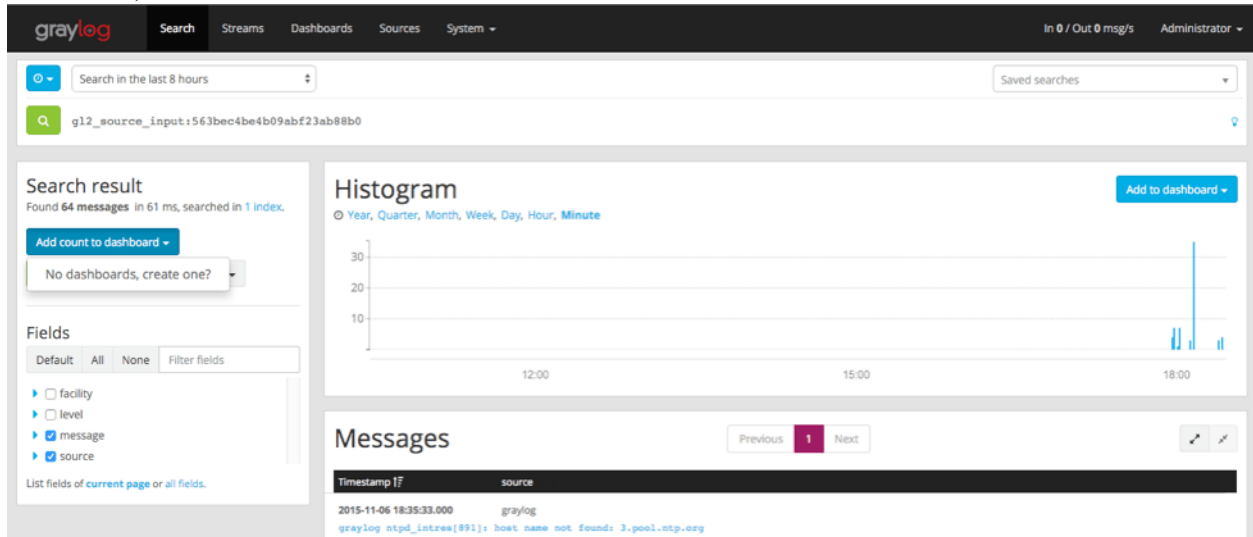 graylog Search Streams Dashboards Sources System In 0 / Out 0 msg/s Administrator
Search in the last 8 hours Saved searches
gl2_source_input:563bec4be4b09abf23ab88b0
Search result
Found 64 messages in 61 ms, searched in 1 index.
Add count to dashboard
No dashboards, create one?
Fields
Default All None Filter fields
facility
level
message
source
List fields of current page or all fields.
Histogram Add to dashboard
Year, Quarter, Month, Week, Day, Hour, Minute
30
20
10
12:00 15:00 18:00
Messages Previous 1 Next
Timestamp source
2015-11-06 18:35:33.000 graylog
graylog ntpd_intres[891]: host name not found: 3.pool.ntp.org